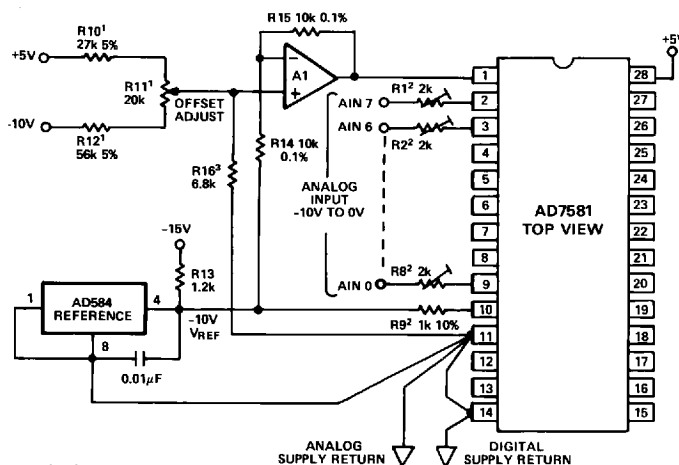 R15 10k 0.1%
R10¹
27k 5%
+5V
R11¹
20k
OFFSET
ADJUST
-10V
R12¹
56k 5%
A1
−
+
R14 10k
0.1%
R16³
6.8k
AIN 7
R1² 2k
AIN 6
R2² 2k
ANALOG
INPUT
-10V TO 0V
AIN 0
R8² 2k
R9² 1k 10%
-15V
R13
1.2k
1
AD584
REFERENCE
4
8
-10V
VREF
0.01µF
ANALOG
SUPPLY RETURN
DIGITAL
SUPPLY RETURN
+5V
AD7581
TOP VIEW
1
2
3
4
5
6
7
8
9
10
11
12
13
14
28
27
26
25
24
23
22
21
20
19
18
17
16
15